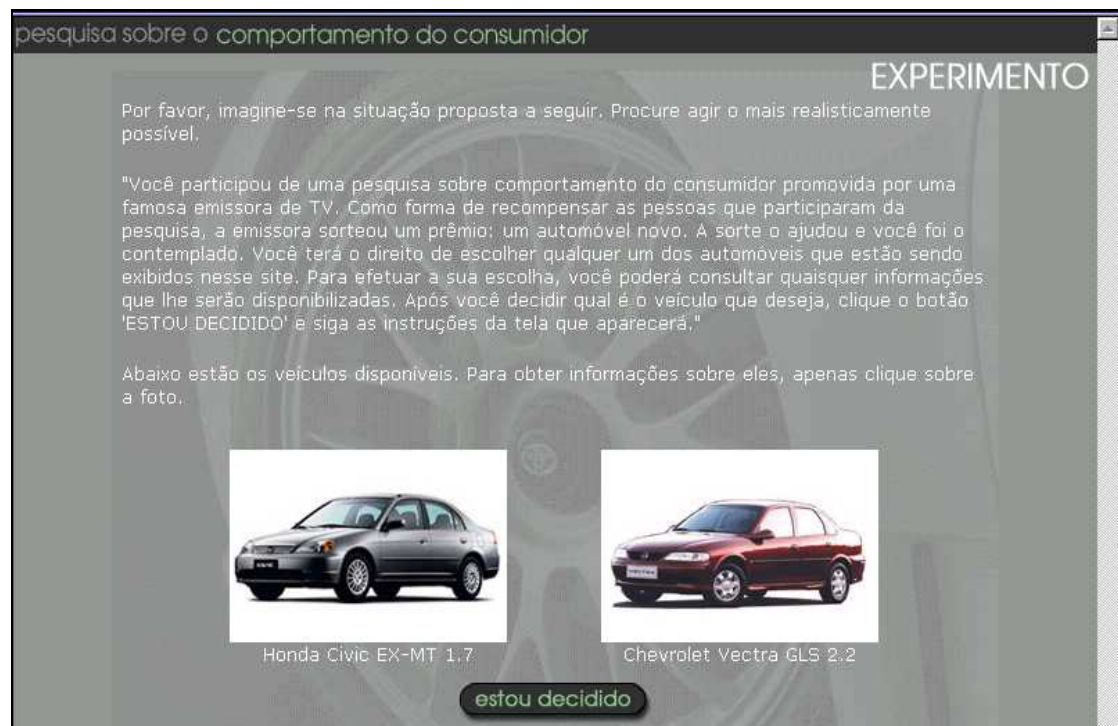 pesquisa sobre o comportamento do consumidor
EXPERIMENTO
Por favor, imagine-se na situação proposta a seguir. Procure agir o mais realisticamente
possível.
"Você participou de uma pesquisa sobre comportamento do consumidor promovida por uma
famosa emissora de TV. Como forma de recompensar as pessoas que participaram da
pesquisa, a emissora sorteou um prêmio: um automóvel novo. A sorte o ajudou e você foi o
contemplado. Você terá o direito de escolher qualquer um dos automóveis que estão sendo
exibidos nesse site. Para efetuar a sua escolha, você poderá consultar quaisquer informações
que lhe serão disponibilizadas. Após você decidir qual é o veículo que deseja, clique o botão
'ESTOU DECIDIDO' e siga as instruções da tela que aparecerá."
Abaixo estão os veículos disponíveis. Para obter informações sobre eles, apenas clique sobre
a foto.
Honda Civic EX-MT 1.7
Chevrolet Vectra GLS 2.2
estou decidido